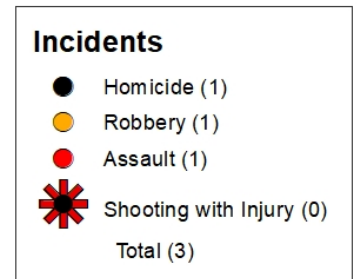 Incidents
Homicide (1)
Robbery (1)
Assault (1)
Shooting with Injury (0)
Total (3)